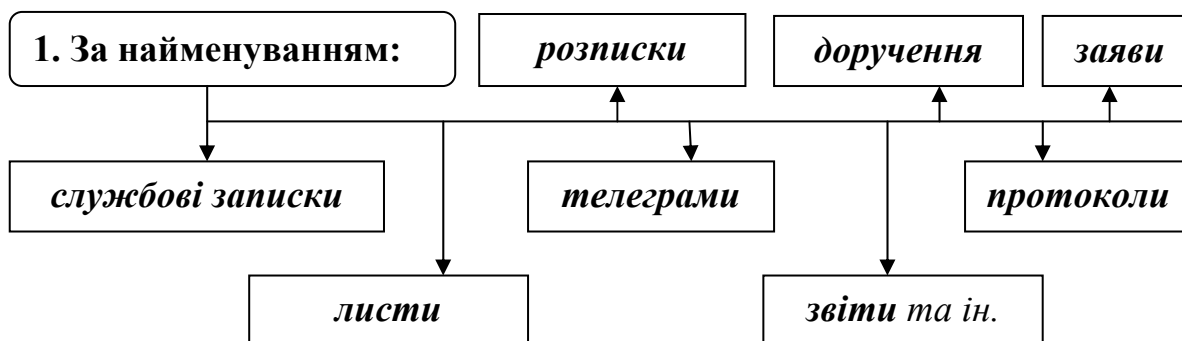 1. За найменуванням:
розписки
доручення
заяви
службові записки
телеграми
протоколи
листи
звіти та ін.